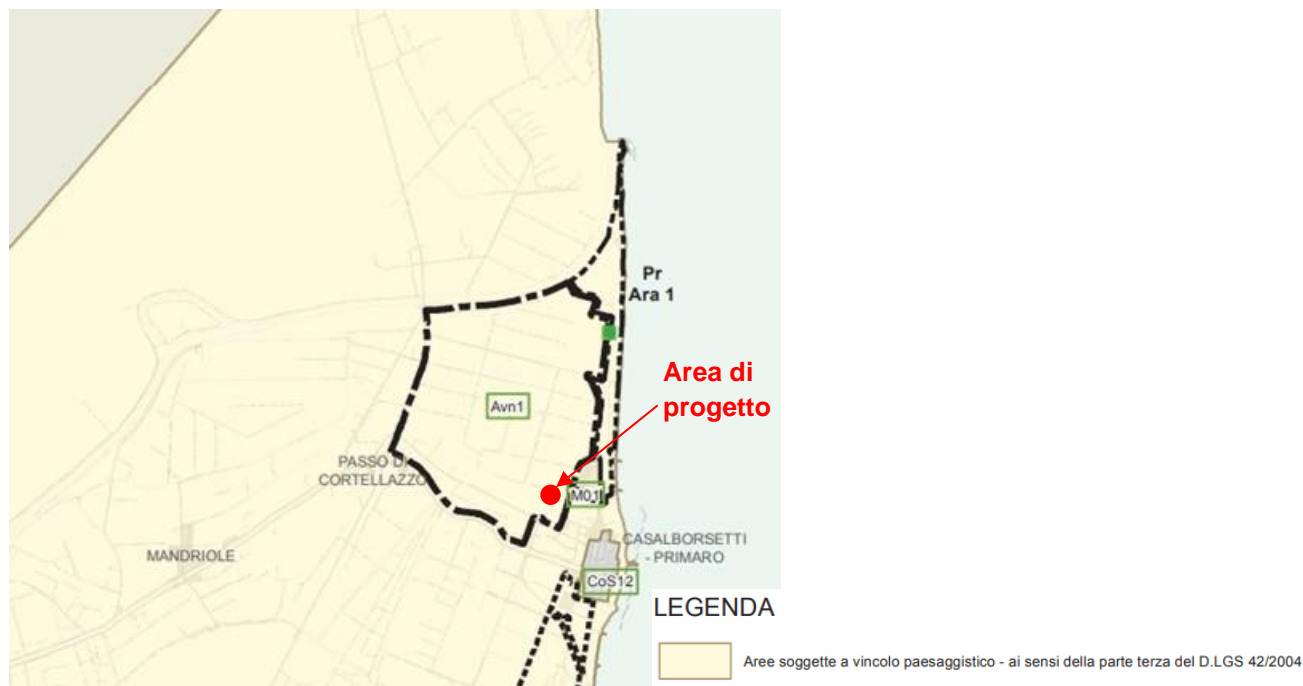 Pr
Ara 1
Area di
progetto
Avn1
PASSO DI
CORTELLAZZO
M01
MANDRIOLE
CASALBORSETTI
- PRIMARO
CoS12
LEGENDA
Aree soggette a vincolo paesaggistico - ai sensi della parte terza del D.LGS 42/2004